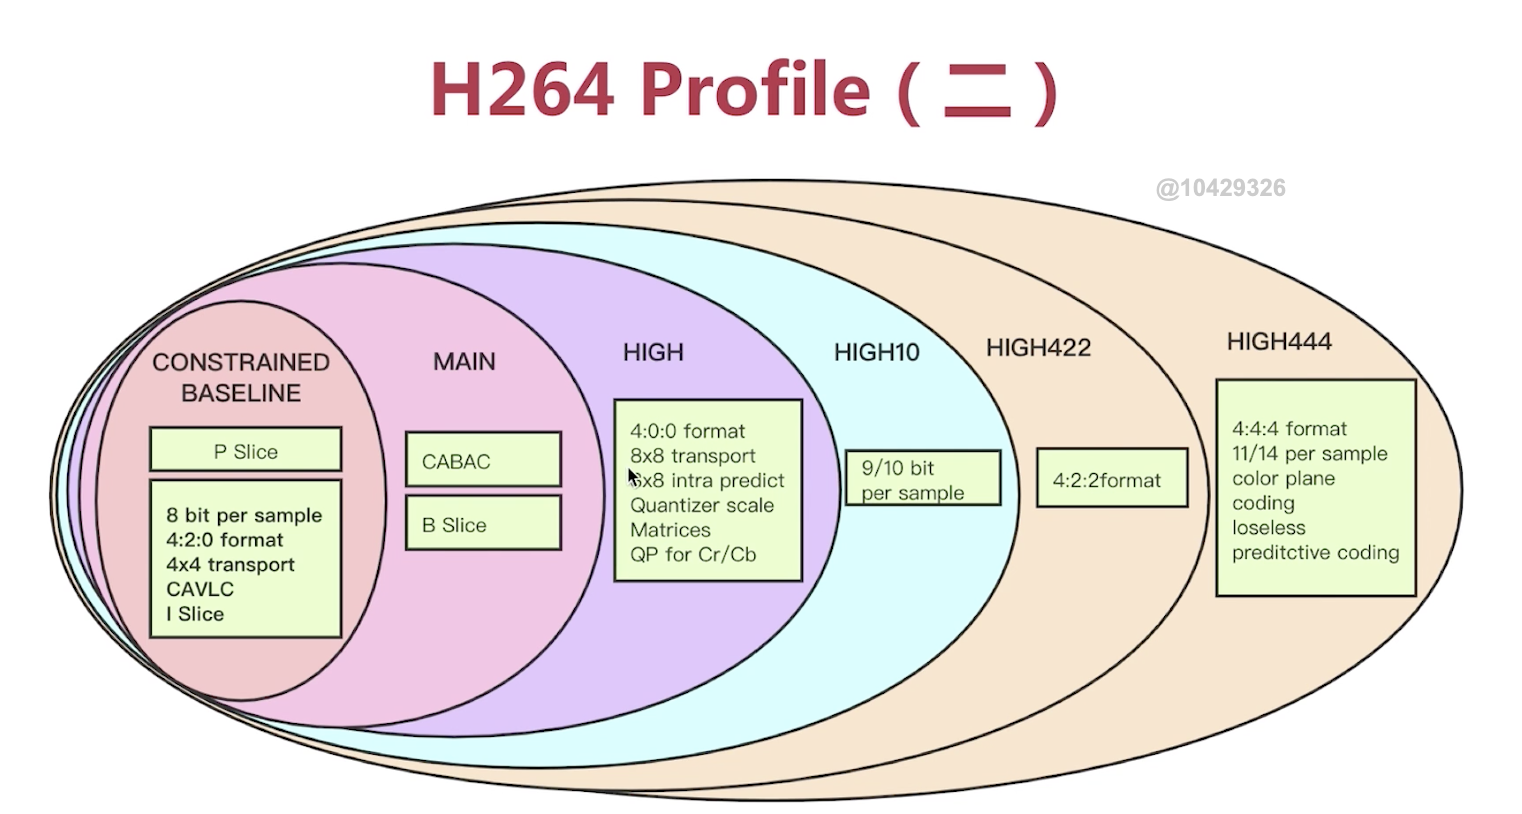 H264 Profile ( 二 )
@10429326
CONSTRAINED
BASELINE
P Slice
8 bit per sample
4:2:0 format
4x4 transport
CAVLC
I Slice
MAIN
CABAC
B Slice
HIGH
4:0:0 format
8x8 transport
8x8 intra predict
Quantizer scale
Matrices
QP for Cr/Cb
HIGH10
9/10 bit
per sample
HIGH422
4:2:2format
HIGH444
4:4:4 format
11/14 per sample
color plane
coding
loseless
preditctive coding